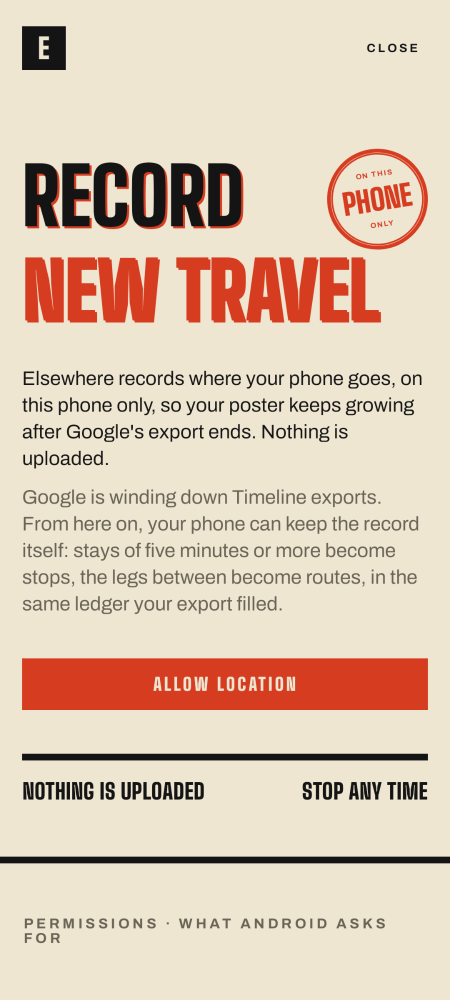 E
CLOSE
RECORD
ON THIS
PHONE
ONLY
NEW TRAVEL
Elsewhere records where your phone goes, on
this phone only, so your poster keeps growing
after Google's export ends. Nothing is
uploaded.
Google is winding down Timeline exports.
From here on, your phone can keep the record
itself: stays of five minutes or more become
stops, the legs between become routes, in the
same ledger your export filled.
ALLOW LOCATION
NOTHING IS UPLOADED
STOP ANY TIME
PERMISSIONS · WHAT ANDROID ASKS
FOR